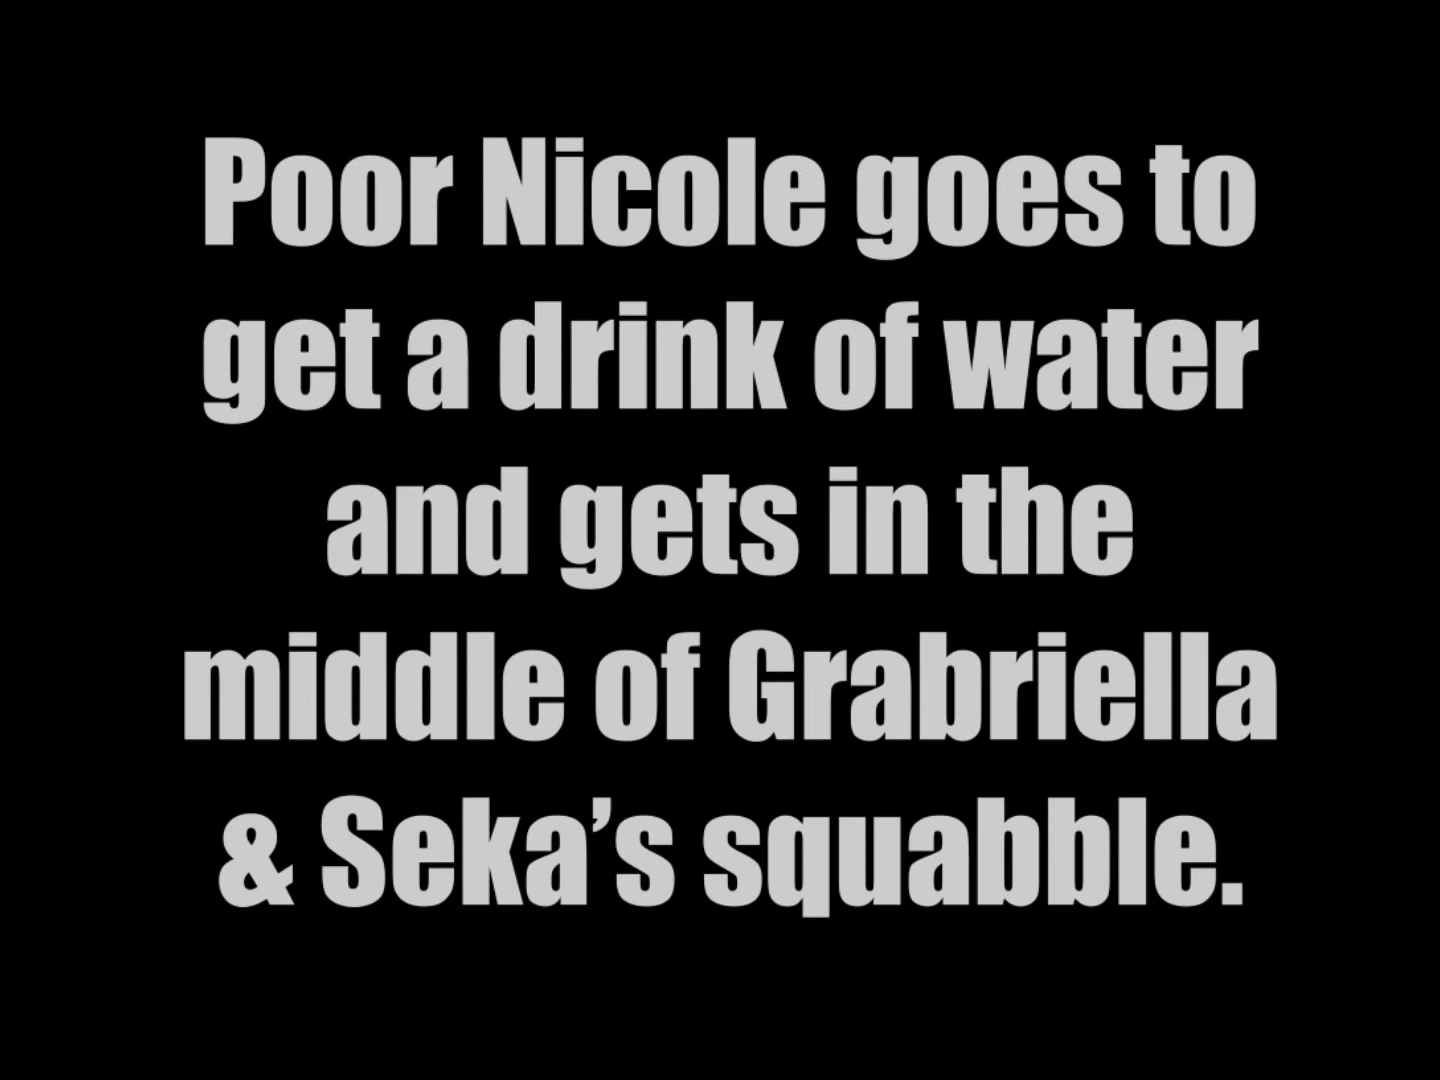 Poor Nicole goes to
get a drink of water
and gets in the
middle of Grabriella
& Seka’s squabble.